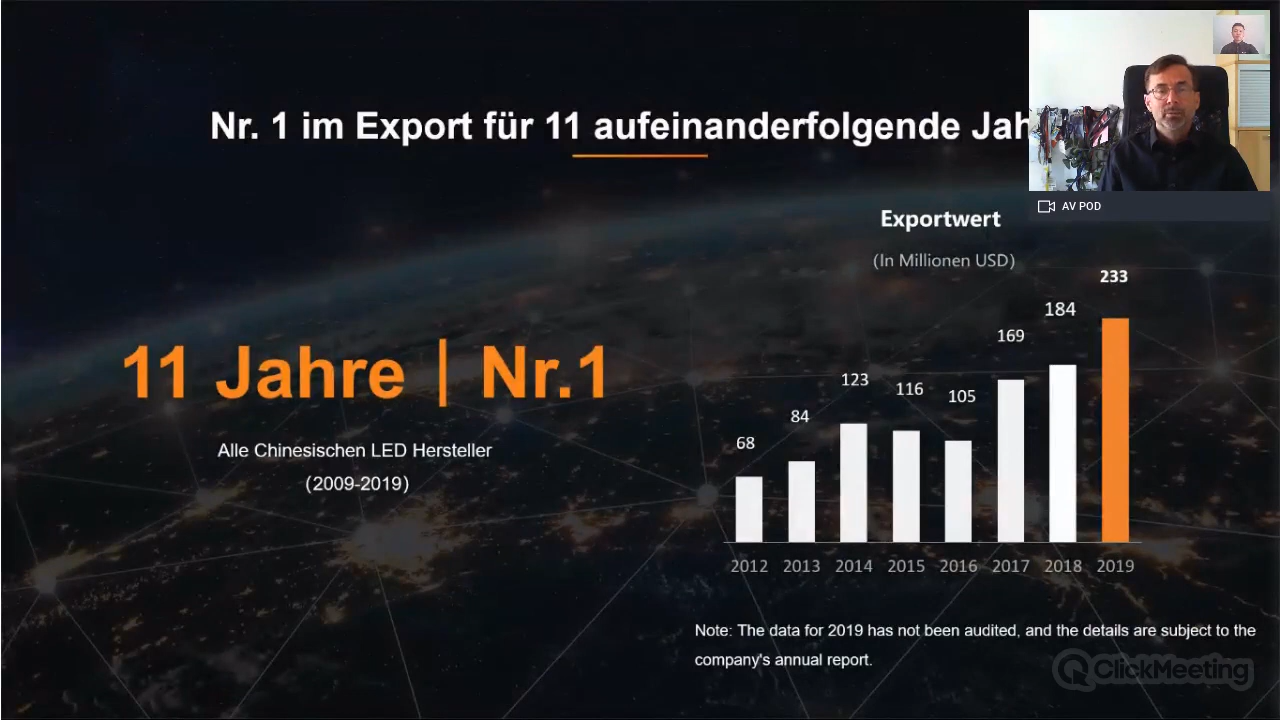 Nr. 1 im Export für 11 aufeinanderfolgende Jah
AV POD
Exportwert
(In Millionen USD)
11 Jahre | Nr.1
Alle Chinesischen LED Hersteller
(2009-2019)
68
84
123
116
105
169
184
233
2012 2013 2014 2015 2016 2017 2018 2019
Note: The data for 2019 has not been audited, and the details are subject to the
company's annual report.
ClickMeeting